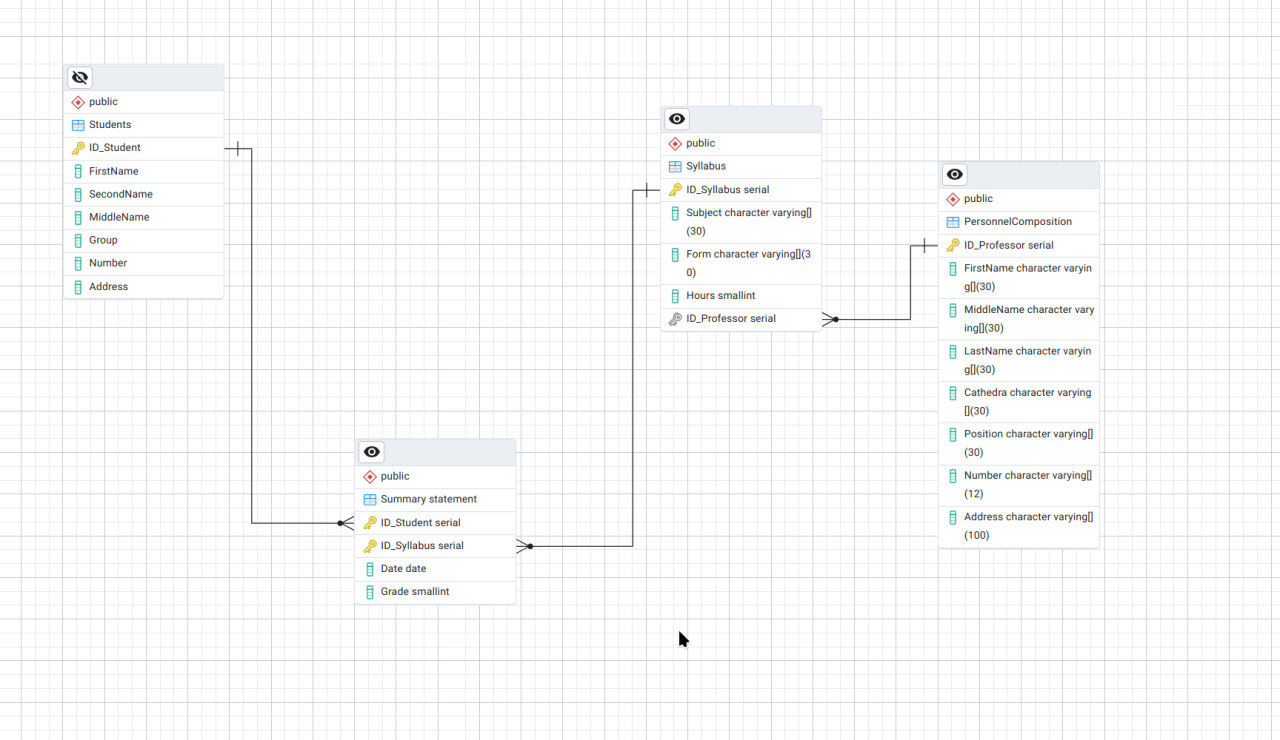 public
Students
ID_Student
FirstName
SecondName
MiddleName
Group
Number
Address
public
Syllabus
ID_Syllabus serial
Subject character varying[]
(30)
Form character varying[](3
0)
Hours smallint
ID_Professor serial
public
PersonnelComposition
ID_Professor serial
FirstName character varyin
g[](30)
MiddleName character vary
ing[](30)
LastName character varyin
g[](30)
Cathedra character varying
[](30)
Position character varying[]
(30)
Number character varying[]
(12)
Address character varying[]
(100)
public
Summary statement
ID_Student serial
ID_Syllabus serial
Date date
Grade smallint